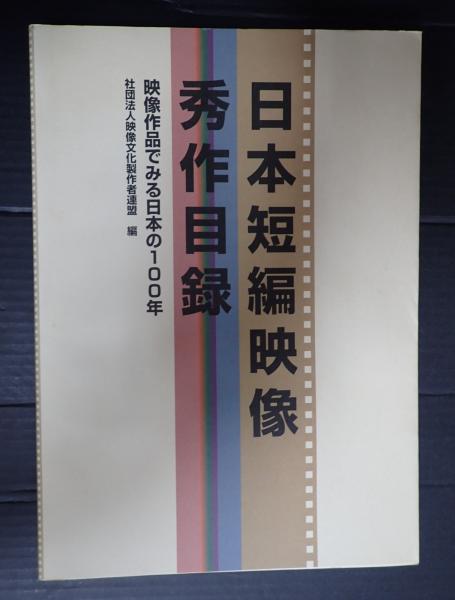 日本短編映像
秀作目録
映像作品でみる日本の100年
社団法人映像文化製作者連盟 編